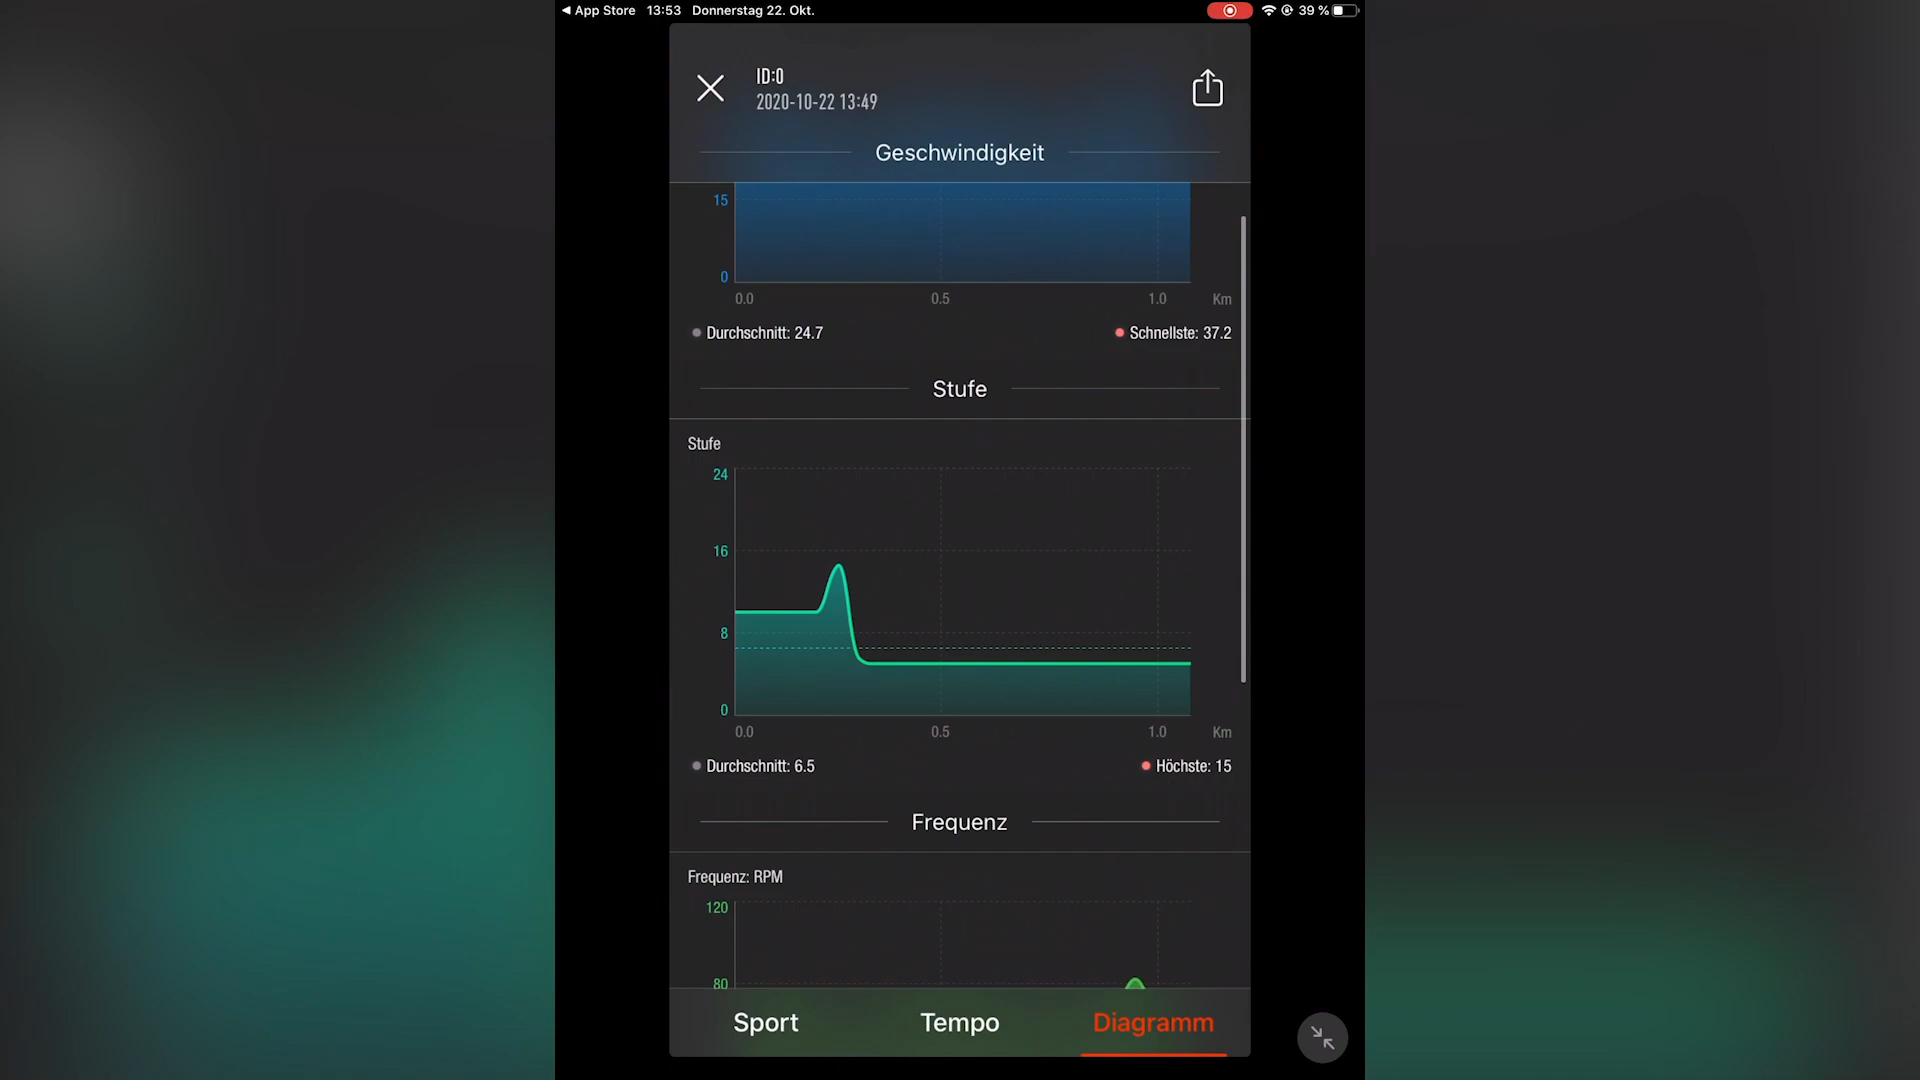 ◀ App Store 13:53 Donnerstag 22. Okt. 39 %
ID:0
2020-10-22 13:49
Geschwindigkeit
15
0
0.0 0.5 1.0 Km
Durchschnitt: 24.7 Schnellste: 37.2
Stufe
Stufe
24
16
8
0
0.0 0.5 1.0 Km
Durchschnitt: 6.5 Höchste: 15
Frequenz
Frequenz: RPM
120
80
Sport Tempo Diagramm